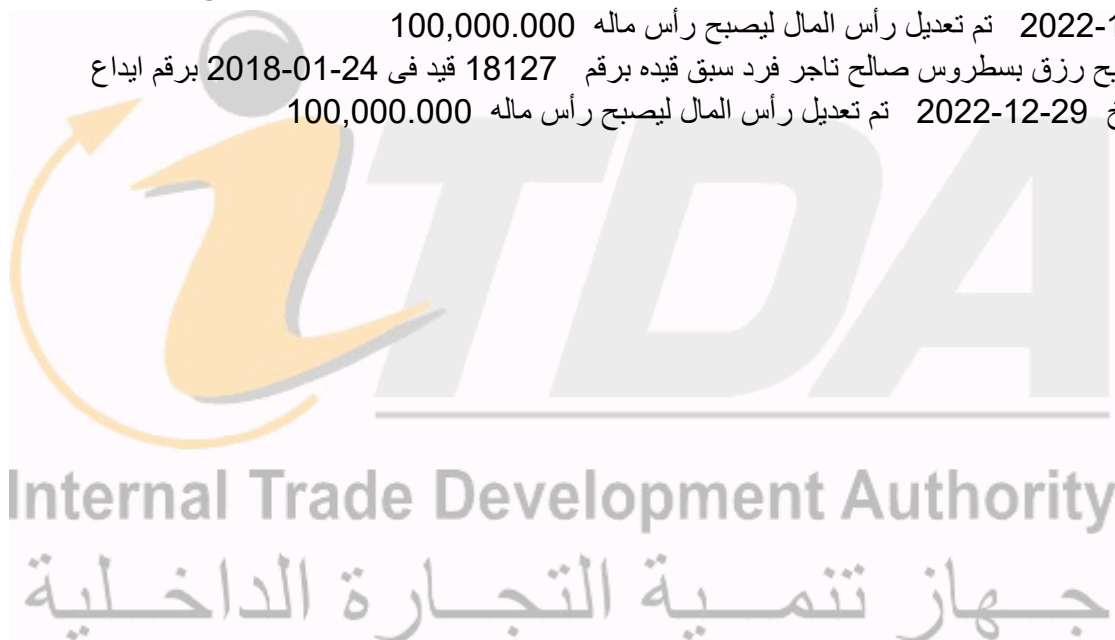 2022-1 تم تعديل رأس المال ليصبح رأس ماله 100,000.000
ح رزق بسطروس صالح تاجر فرد سبق قيده برقم 18127 قيد فى 24-01-2018 برقم ايداع
خ 29-12-2022 تم تعديل رأس المال ليصبح رأس ماله 100,000.000
iTDA
Internal Trade Development Authority
جهاز تنمية التجارة الداخلية